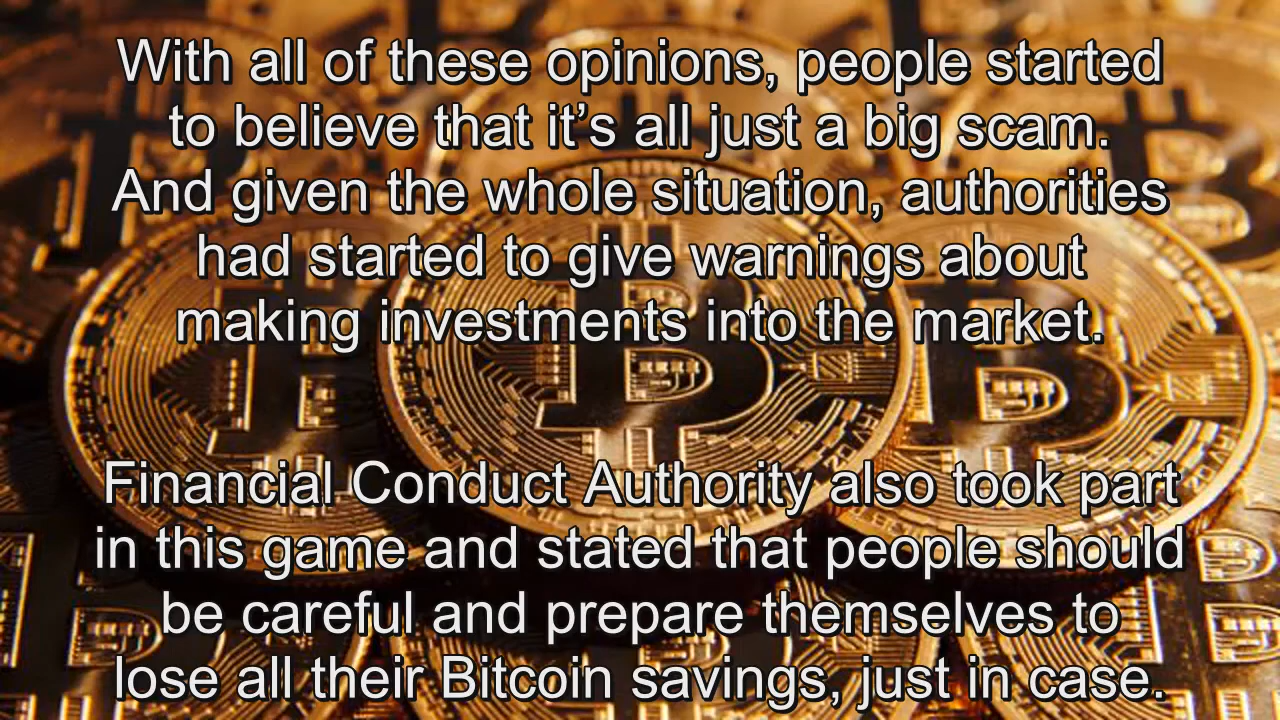 With all of these opinions, people started
to believe that it’s all just a big scam.
And given the whole situation, authorities
had started to give warnings about
making investments into the market.
Financial Conduct Authority also took part
in this game and stated that people should
be careful and prepare themselves to
lose all their Bitcoin savings, just in case.